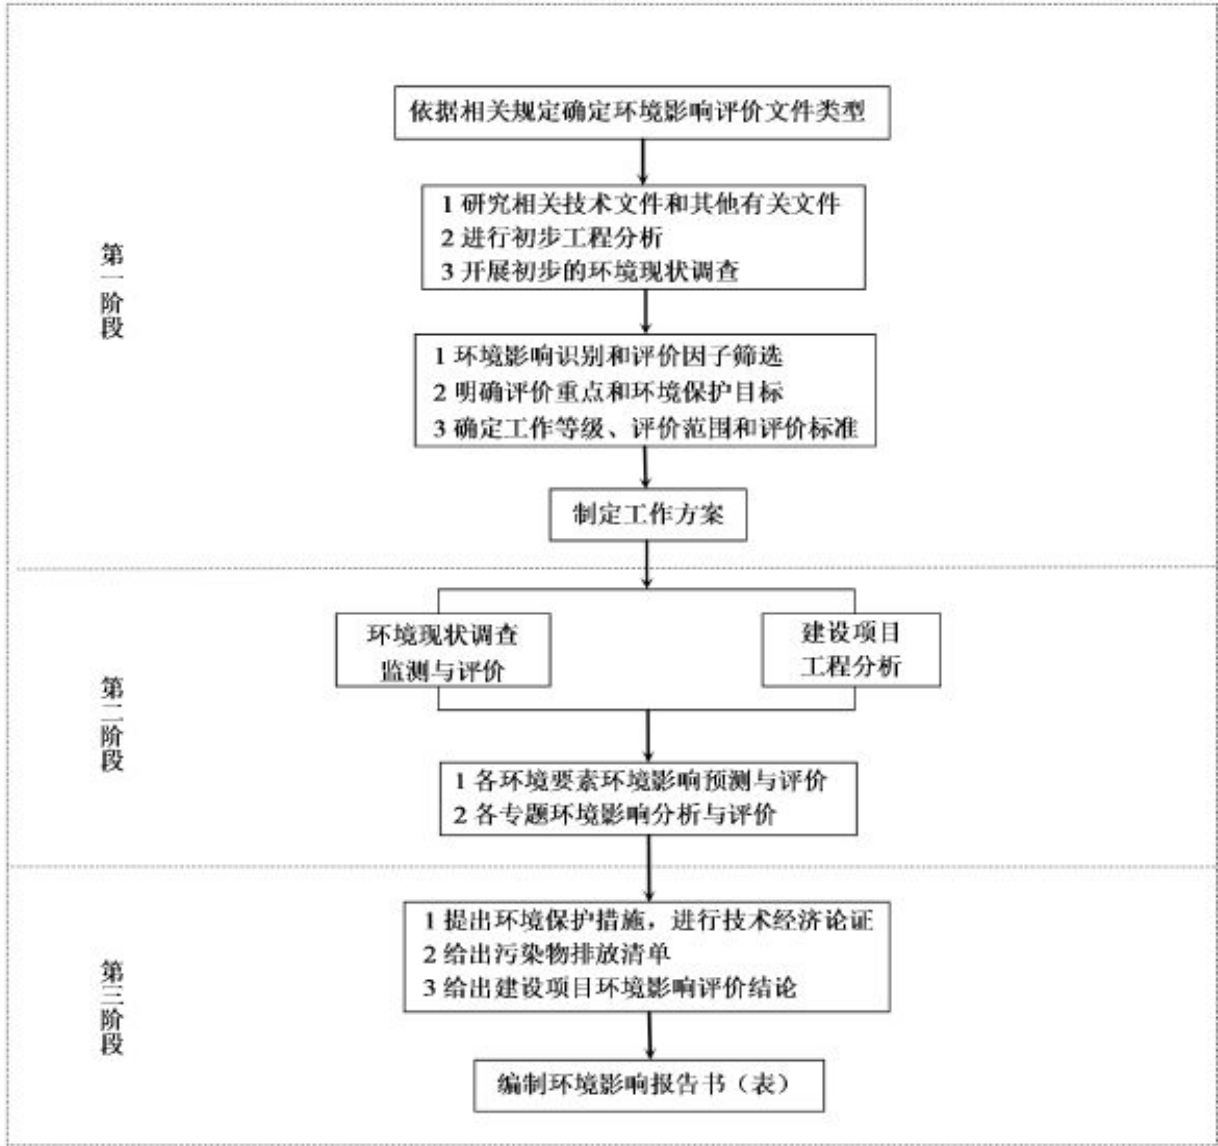 依据相关规定确定环境影响评价文件类型
1 研究相关技术文件和其他有关文件
2 进行初步工程分析
3 开展初步的环境现状调查
第一阶段
1 环境影响识别和评价因子筛选
2 明确评价重点和环境保护目标
3 确定工作等级、评价范围和评价标准
制定工作方案
环境现状调查
监测与评价
建设项目
工程分析
第二阶段
1 各环境要素环境影响预测与评价
2 各专题环境影响分析与评价
1 提出环境保护措施，进行技术经济论证
2 给出污染物排放清单
3 给出建设项目环境影响评价结论
第三阶段
编制环境影响报告书（表）